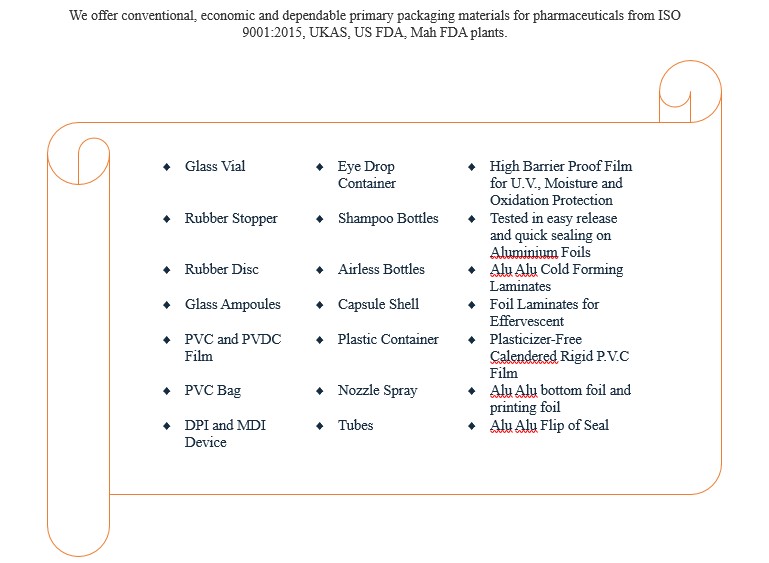 We offer conventional, economic and dependable primary packaging materials for pharmaceuticals from ISO
9001:2015, UKAS, US FDA, Mah FDA plants.
♦ Glass Vial
♦ Rubber Stopper
♦ Rubber Disc
♦ Glass Ampoules
♦ PVC and PVDC
Film
♦ PVC Bag
♦ DPI and MDI
Device
♦ Eye Drop
Container
♦ Shampoo Bottles
♦ Airless Bottles
♦ Capsule Shell
♦ Plastic Container
♦ Nozzle Spray
♦ Tubes
♦ High Barrier Proof Film
for U.V., Moisture and
Oxidation Protection
♦ Tested in easy release
and quick sealing on
Aluminium Foils
♦ Alu Alu Cold Forming
Laminates
♦ Foil Laminates for
Effervescent
♦ Plasticizer-Free
Calendered Rigid P.V.C
Film
♦ Alu Alu bottom foil and
printing foil
♦ Alu Alu Flip of Seal